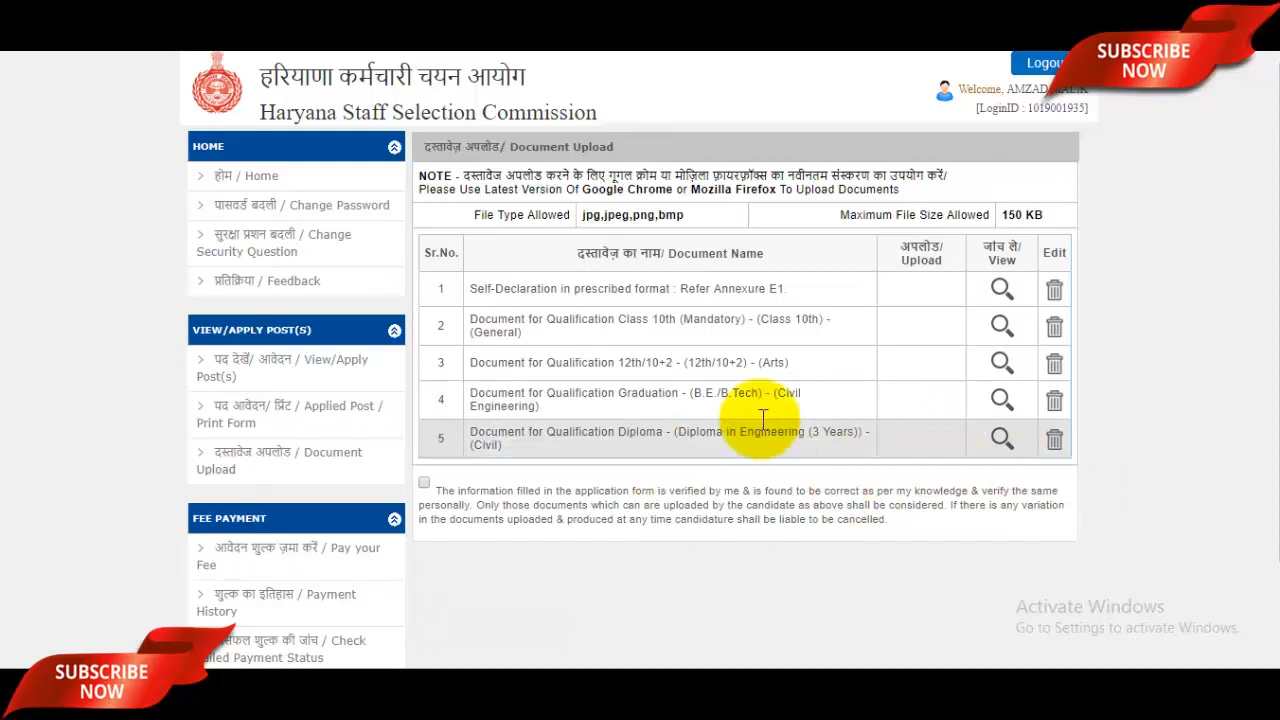 SUBSCRIBE
NOW
हरियाणा कर्मचारी चयन आयोग
Haryana Staff Selection Commission
Welcome,
[LoginID : 1019001935]
HOME
होम / Home
पासवर्ड बदली / Change Password
सुरक्षा प्रशन बदली / Change
Security Question
प्रतिक्रिया / Feedback
VIEW/APPLY POST(S)
पद देखें/ आवेदन / View/Apply
Post(s)
पद आवेदन/ प्रिंट / Applied Post /
Print Form
दस्तावेज अपलोड / Document
Upload
FEE PAYMENT
आवेदन शुल्क ज़मा करें / Pay your
Fee
शुल्क का इतिहास / Payment
History
शुल्क की जांच / Check
Payment Status
दस्तावेज़ अपलोड/ Document Upload
NOTE - दस्तावेज अपलोड करने के लिए गूगल क्रोम या मोज़िला फ़ायरफ़ॉक्स का नवीनतम संस्करण का उपयोग करें/
Please Use Latest Version Of Google Chrome or Mozilla Firefox To Upload Documents
File Type Allowed jpg,jpeg,png,bmp Maximum File Size Allowed 150 KB
Sr.No. दस्तावेज़ का नाम/ Document Name अपलोड/ Upload जांच ले/ View Edit
1 Self-Declaration in prescribed format : Refer Annexure E1.
2 Document for Qualification Class 10th (Mandatory) - (Class 10th) -
(General)
3 Document for Qualification 12th/10+2 - (12th/10+2) - (Arts)
4 Document for Qualification Graduation - (B.E./B.Tech) - (Civil
Engineering)
5 Document for Qualification Diploma - (Diploma in Engineering (3 Years)) -
(Civil)
The information filled in the application form is verified by me & is found to be correct as per my knowledge & verify the same
personally. Only those documents which can are uploaded by the candidate as above shall be considered. If there is any variation
in the documents uploaded & produced at any time candidature shall be liable to be cancelled.
Activate Windows
Go to Settings to activate Windows.
SUBSCRIBE
NOW